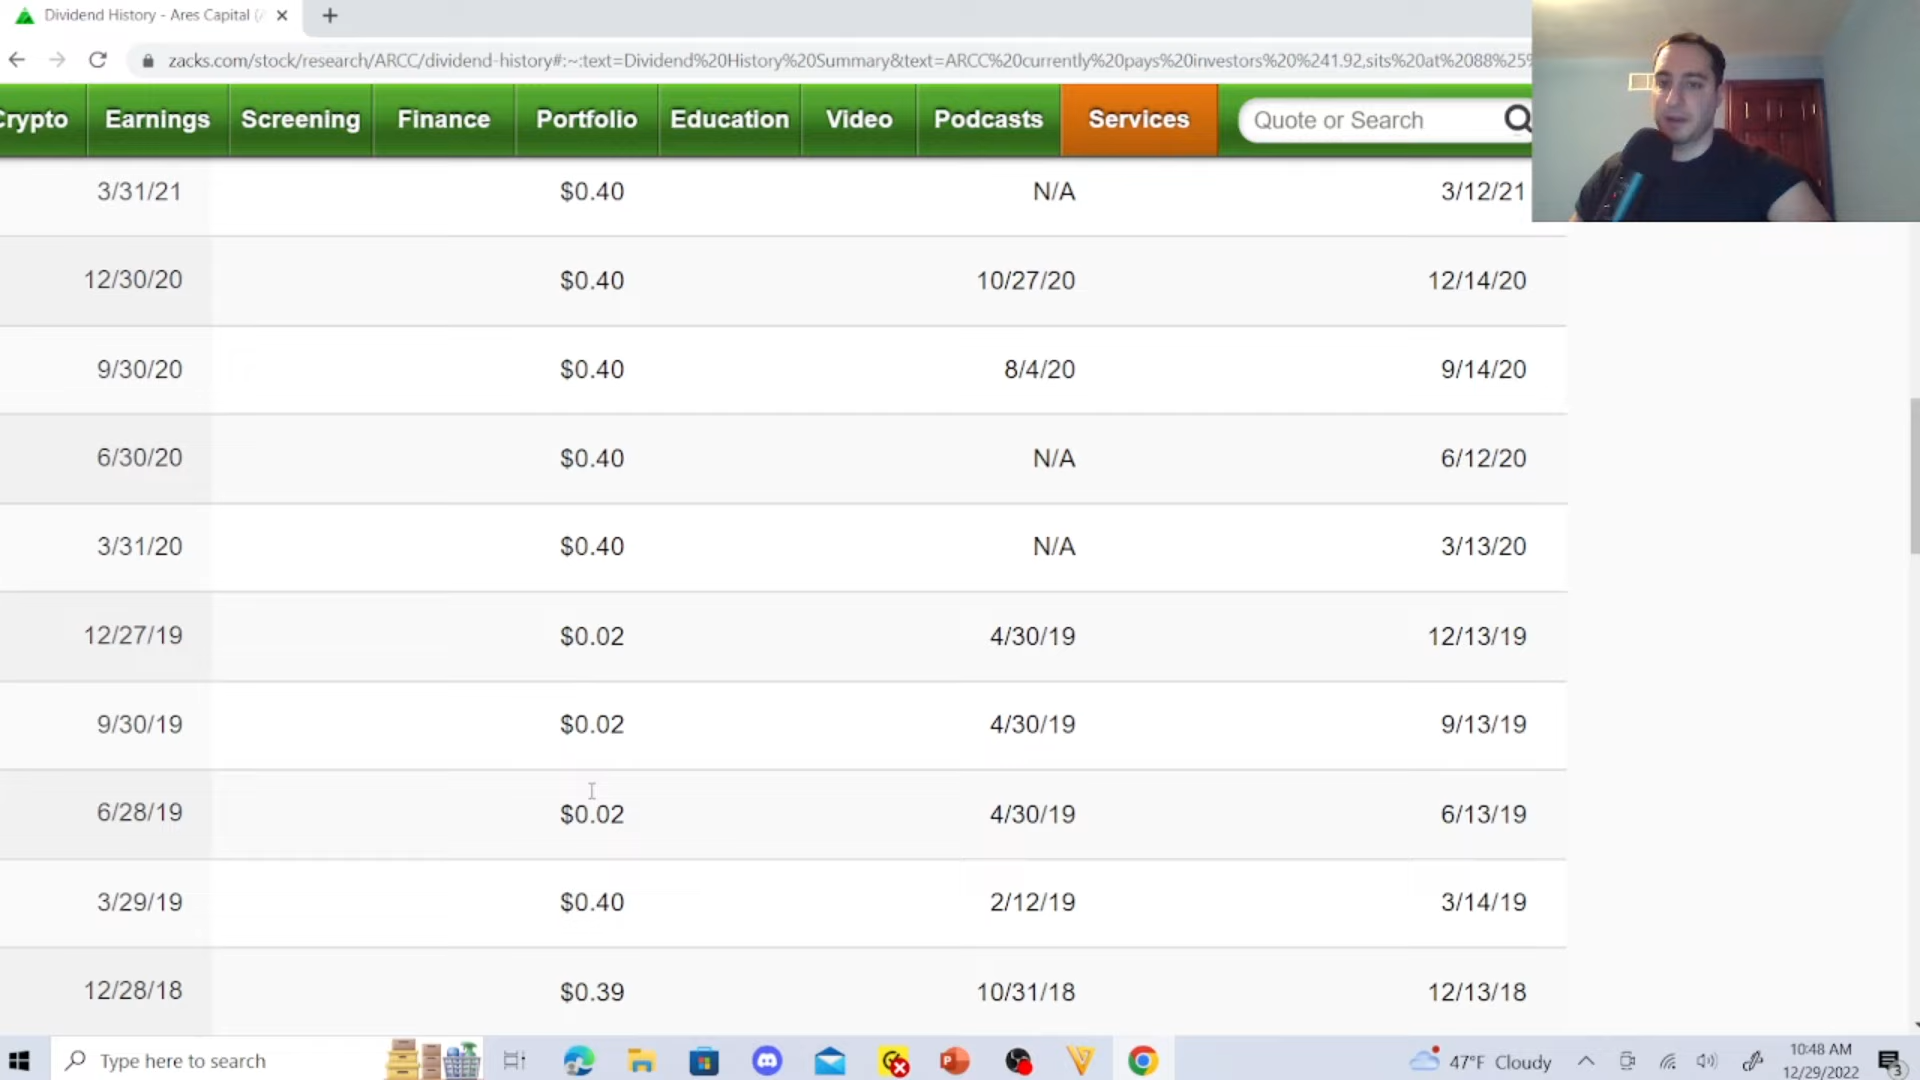 Dividend History - Ares Capital (
zacks.com/stock/research/ARCC/dividend-history#:~:text=Dividend%20History%20Summary&text=ARCC%20currently%20pays%20investors%20%241.92,sits%20at%2088%25%
Crypto Earnings Screening Finance Portfolio Education Video Podcasts Services Quote or Search
3/31/21 $0.40 N/A 3/12/21
12/30/20 $0.40 10/27/20 12/14/20
9/30/20 $0.40 8/4/20 9/14/20
6/30/20 $0.40 N/A 6/12/20
3/31/20 $0.40 N/A 3/13/20
12/27/19 $0.02 4/30/19 12/13/19
9/30/19 $0.02 4/30/19 9/13/19
6/28/19 $0.02 4/30/19 6/13/19
3/29/19 $0.40 2/12/19 3/14/19
12/28/18 $0.39 10/31/18 12/13/18
Type here to search
47°F Cloudy
10:48 AM
12/29/2022
3